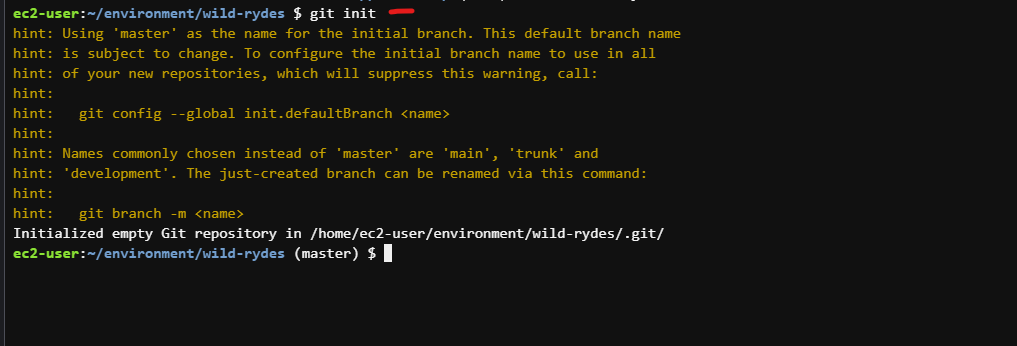 ec2-user:~/environment/wild-rydes $ git init
hint: Using 'master' as the name for the initial branch. This default branch name
hint: is subject to change. To configure the initial branch name to use in all
hint: of your new repositories, which will suppress this warning, call:
hint:
hint:   git config --global init.defaultBranch <name>
hint:
hint: Names commonly chosen instead of 'master' are 'main', 'trunk' and
hint: 'development'. The just-created branch can be renamed via this command:
hint:
hint:   git branch -m <name>
Initialized empty Git repository in /home/ec2-user/environment/wild-rydes/.git/
ec2-user:~/environment/wild-rydes (master) $